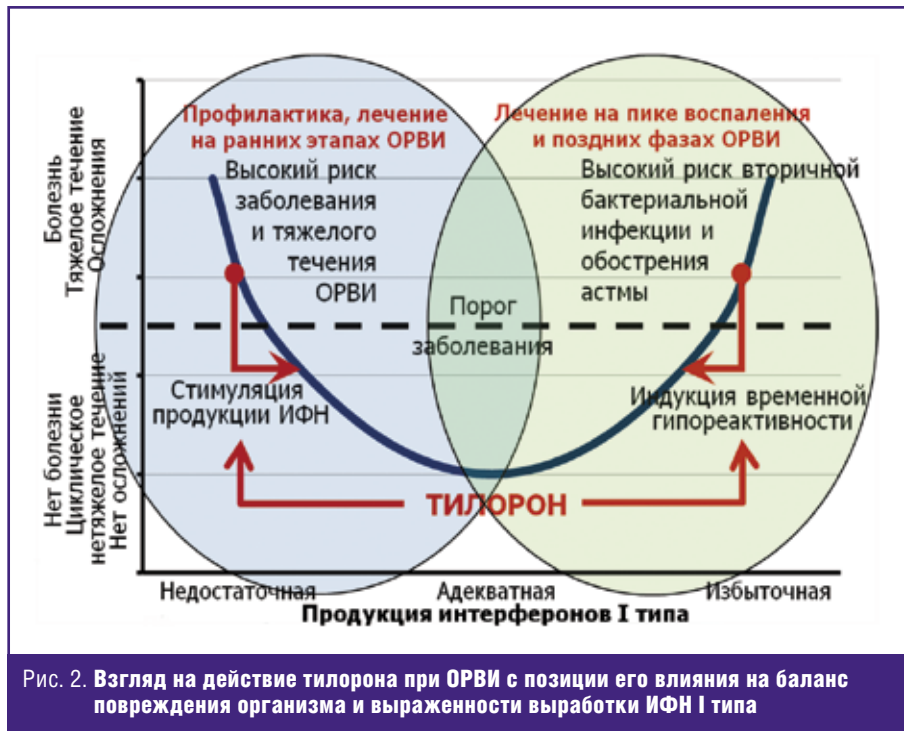 Профилактика, лечение
на ранних этапах ОРВИ
Высокий риск
заболевания
и тяжелого
течения
ОРВИ
Лечение на пике воспаления
и поздних фазах ОРВИ
Высокий риск вторичной
бактериальной
инфекции и
обострения
астмы
Болезнь
Тяжелое течение
Осложнения
Порог
заболевания
Нет болезни
Циклическое
нетяжелое течение
Нет осложнений
Стимуляция
продукции ИФН
Индукция временной
гипореактивности
ТИЛОРОН
Недостаточная
Адекватная
Избыточная
Продукция интерферонов I типа
Рис. 2. Взгляд на действие тилорона при ОРВИ с позиции его влияния на баланс
повреждения организма и выраженности выработки ИФН I типа